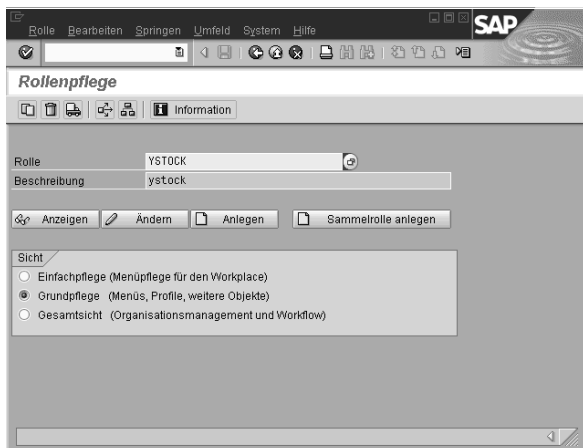 Rolle Bearbeiten Springen Umfeld System Hilfe
SAP
Rollenpflege
Information
Rolle YSTOCK
Beschreibung ystock
Anzeigen Ändern Anlegen Sammelrolle anlegen
Sicht
Einfachpflege (Menüpflege für den Workplace)
Grundpflege (Menüs, Profile, weitere Objekte)
Gesamtsicht (Organisationsmanagement und Workflow)